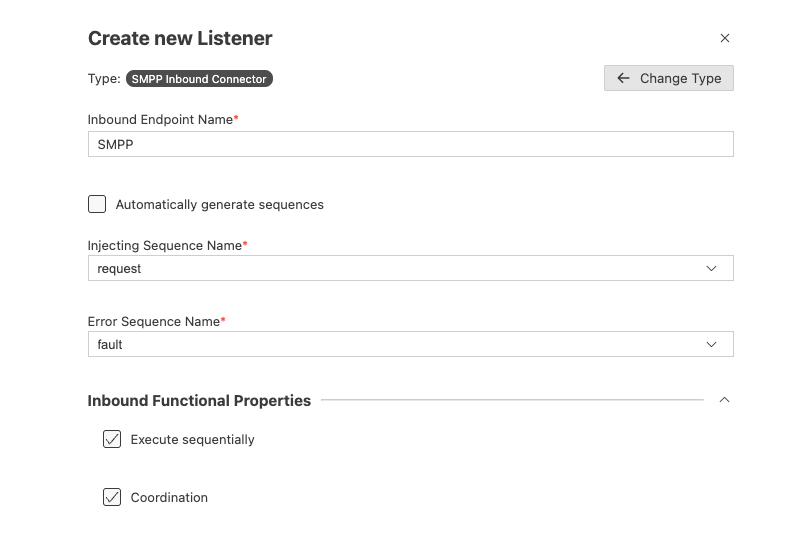 Create new Listener
Type: SMPP Inbound Connector
Change Type
Inbound Endpoint Name*
SMPP
Automatically generate sequences
Injecting Sequence Name*
request
Error Sequence Name*
fault
Inbound Functional Properties
Execute sequentially
Coordination